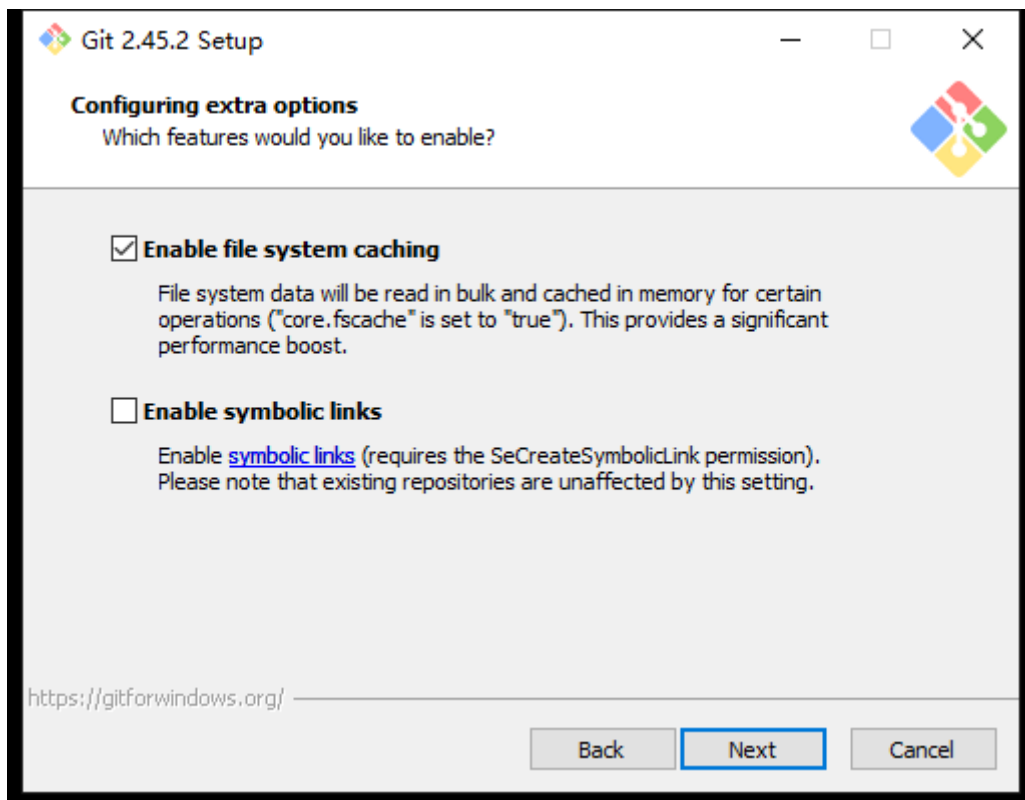 Git 2.45.2 Setup
Configuring extra options
Which features would you like to enable?
Enable file system caching
File system data will be read in bulk and cached in memory for certain
operations ("core.fscache" is set to "true"). This provides a significant
performance boost.
Enable symbolic links
Enable symbolic links (requires the SeCreateSymbolicLink permission).
Please note that existing repositories are unaffected by this setting.
https://gitforwindows.org/
Back Next Cancel